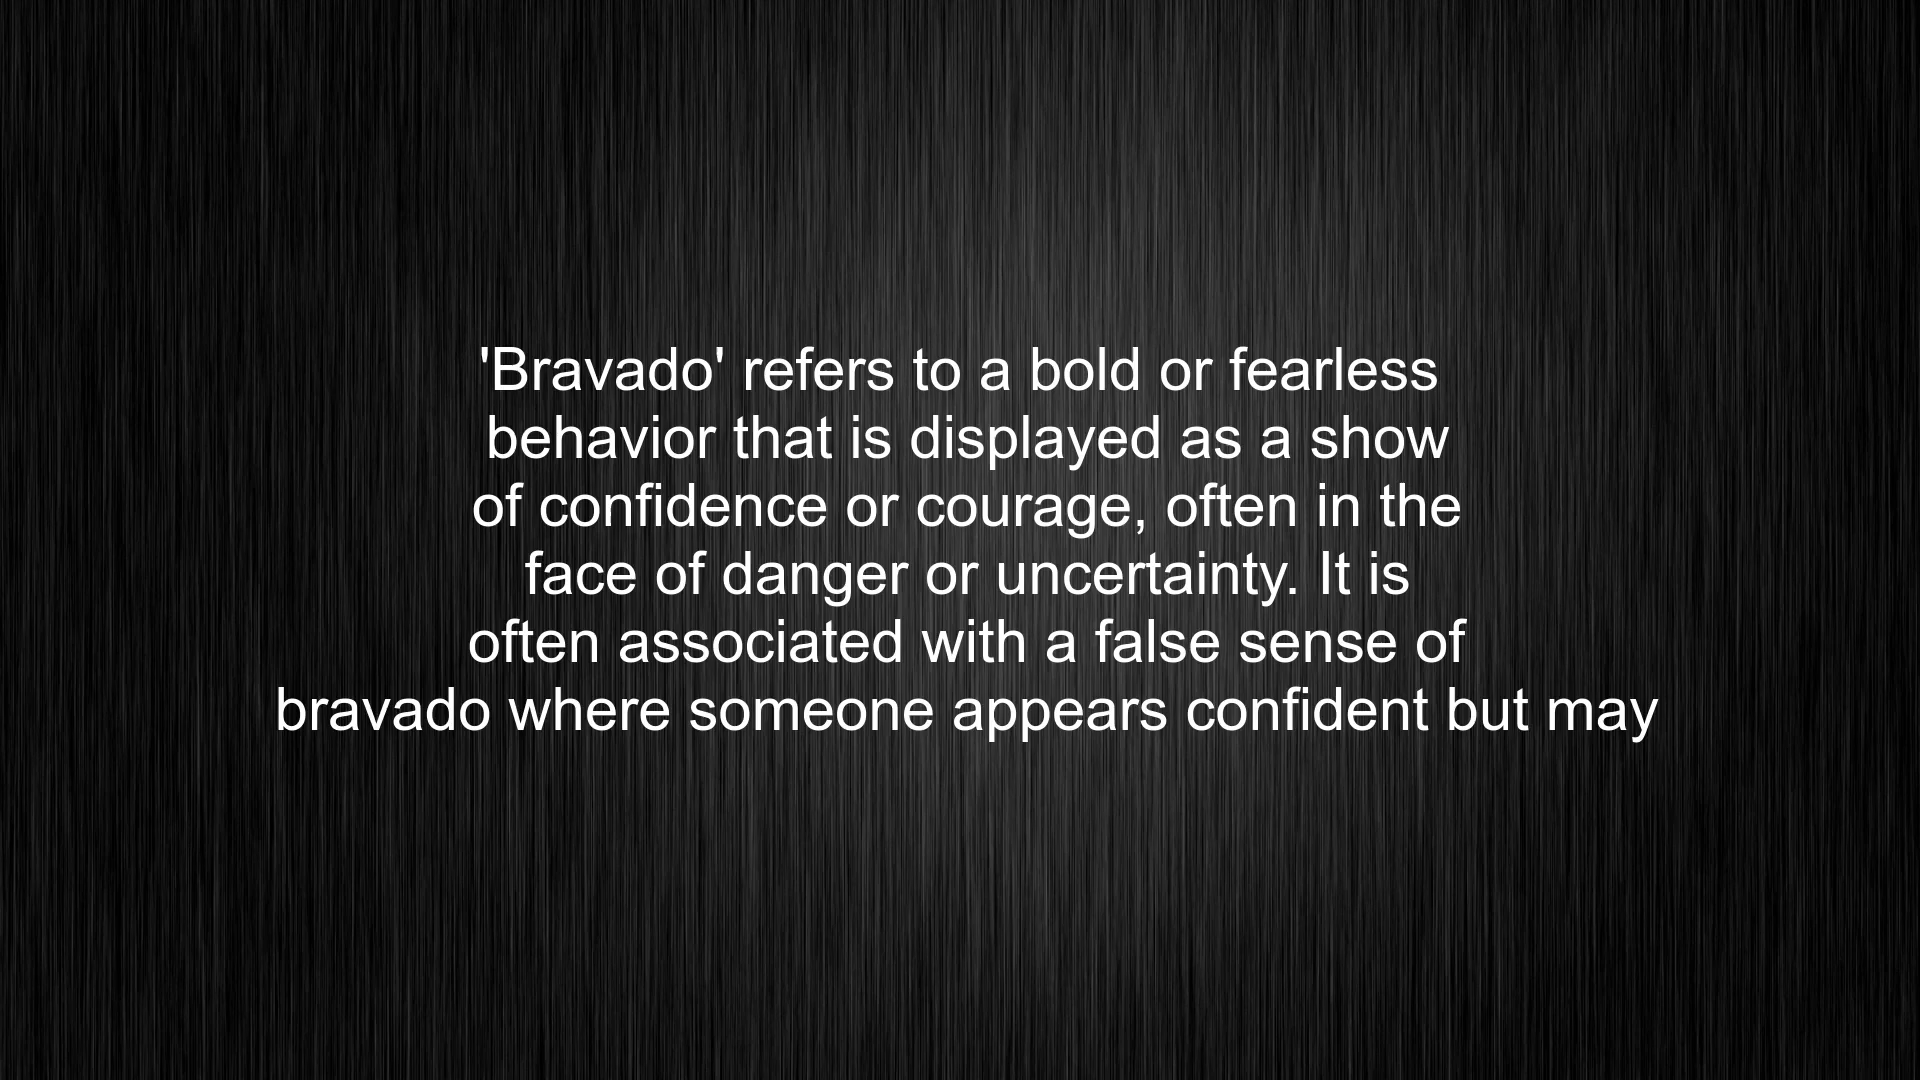 'Bravado' refers to a bold or fearless
behavior that is displayed as a show
of confidence or courage, often in the
face of danger or uncertainty. It is
often associated with a false sense of
bravado where someone appears confident but may